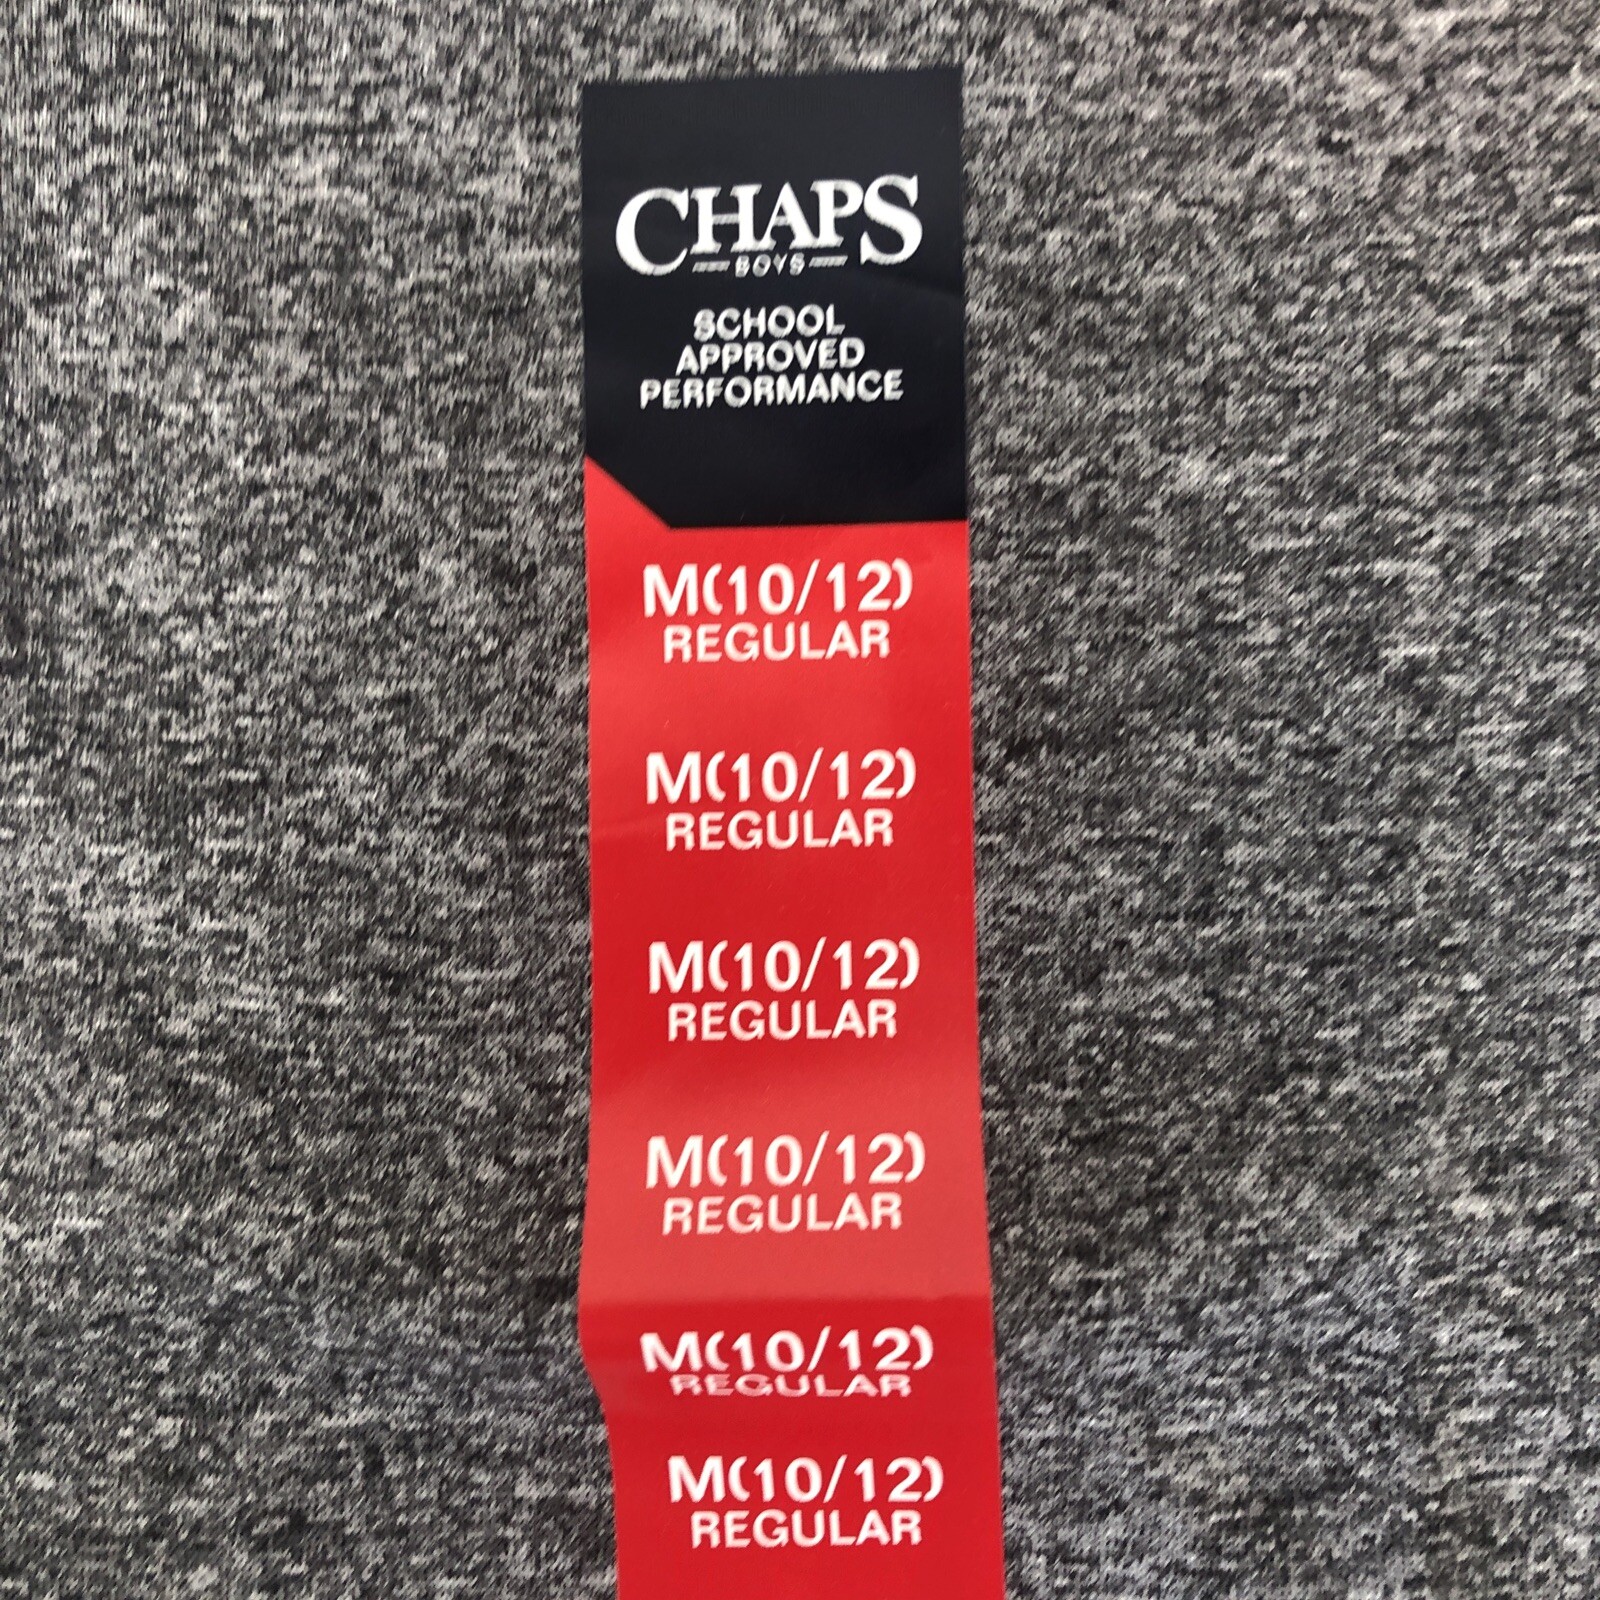 CHAPS
BOYS
SCHOOL
APPROVED
PERFORMANCE
M(10/12)
REGULAR
M(10/12)
REGULAR
M(10/12)
REGULAR
M(10/12)
REGULAR
M(10/12)
REGULAR
M(10/12)
REGULAR